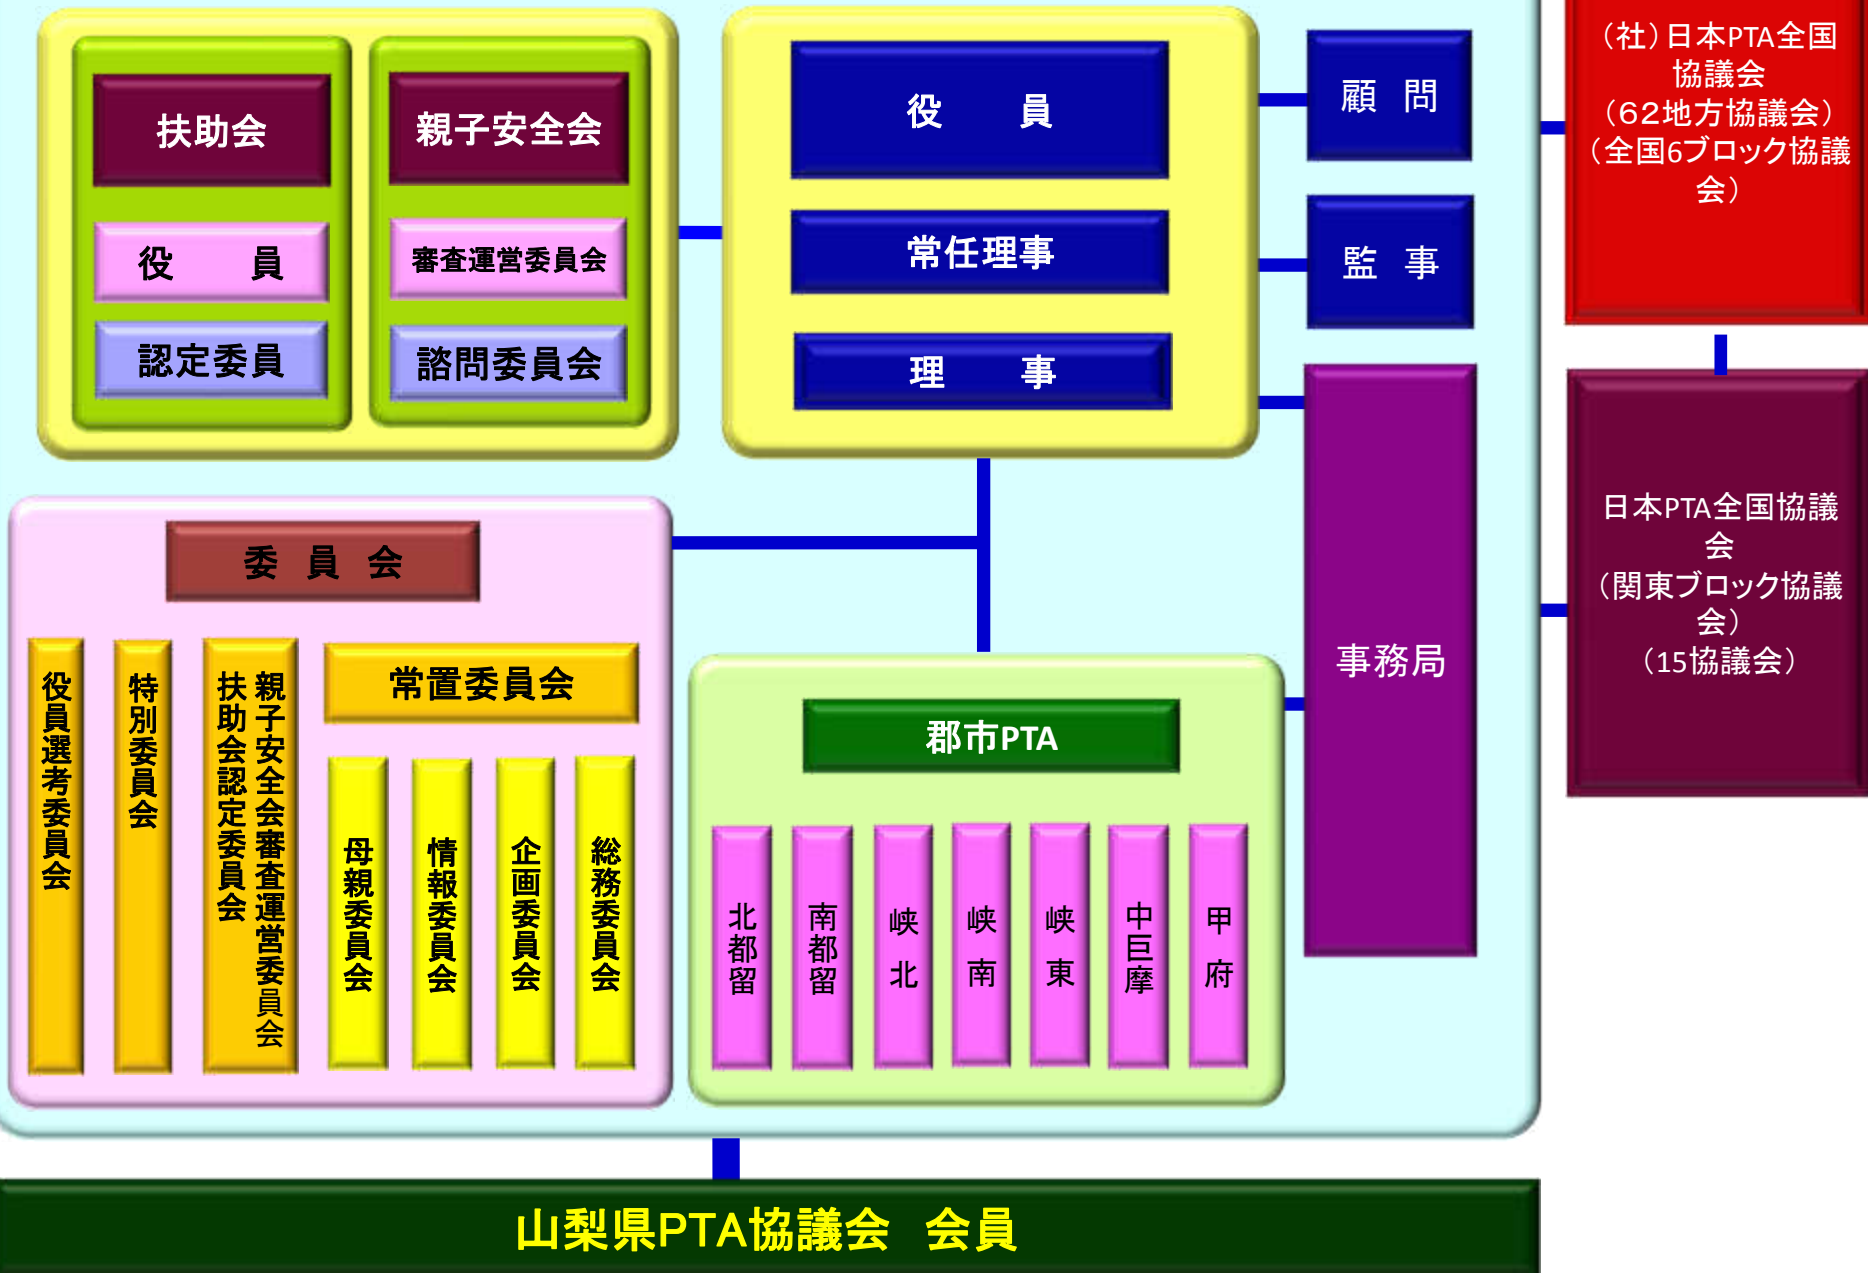 扶助会
役　員
認定委員
親子安全会
審査運営委員会
諮問委員会
役　員
常任理事
理　事
顧 問
監 事
事務局
（社）日本PTA全国
協議会
（６２地方協議会）
（全国6ブロック協議
会）
日本PTA全国協議
会
（関東ブロック協議
会）
（15協議会）
委 員 会
役員選考委員会
特別委員会
親子安全会審査運営委員会
扶助会認定委員会
常置委員会
母親委員会
情報委員会
企画委員会
総務委員会
郡市PTA
北都留
南都留
峡北
峡南
峡東
中巨摩
甲府
山梨県PTA協議会　会員